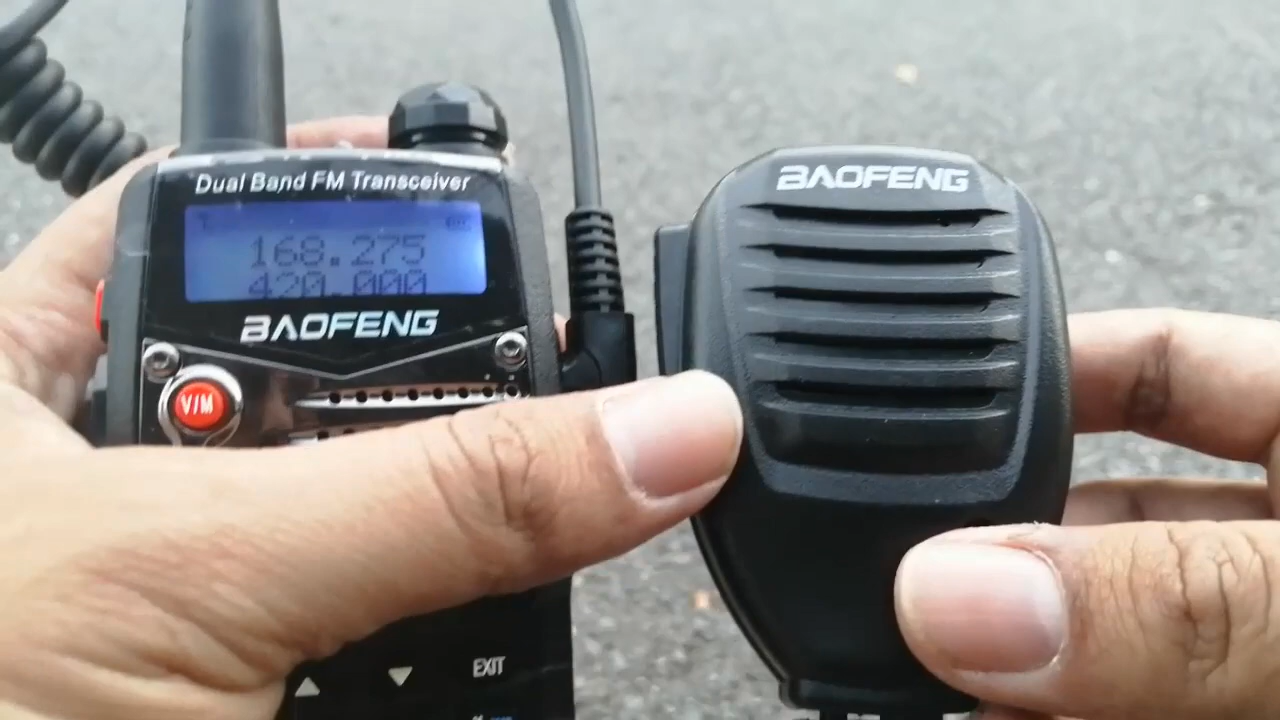 Dual Band FM Transceiver
168.275
420.000
BAOFENG
V/M
EXIT
BAOFENG